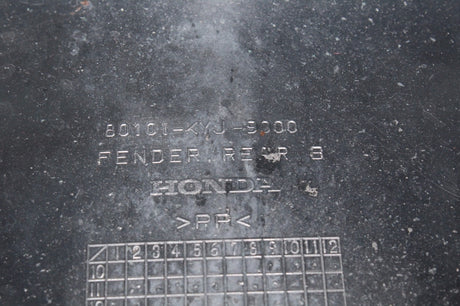 80101-KYJ-9000
FENDER, REAR B
HONDA
>PP<
1 2 3 4 5 6 7 8 9 10 11 12
10